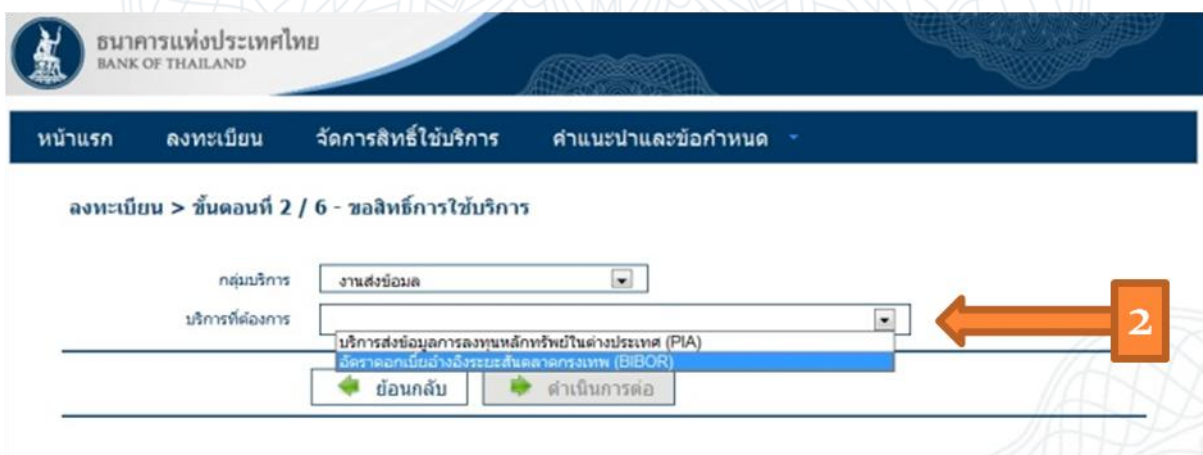 ธนาคารแห่งประเทศไทย
BANK OF THAILAND
หน้าแรก ลงทะเบียน จัดการสิทธิ์ใช้บริการ คำแนะนำและข้อกำหนด
ลงทะเบียน > ขั้นตอนที่ 2 / 6 - ขอสิทธิ์การใช้บริการ
กลุ่มบริการ งานส่งข้อมูล
บริการที่ต้องการ
2
บริการส่งข้อมูลการลงทุนหลักทรัพย์ในต่างประเทศ (PIA)
อัตราดอกเบี้ยอ้างอิงระยะสั้นตลาดกรุงเทพ (BIBOR)
ย้อนกลับ ดำเนินการต่อ